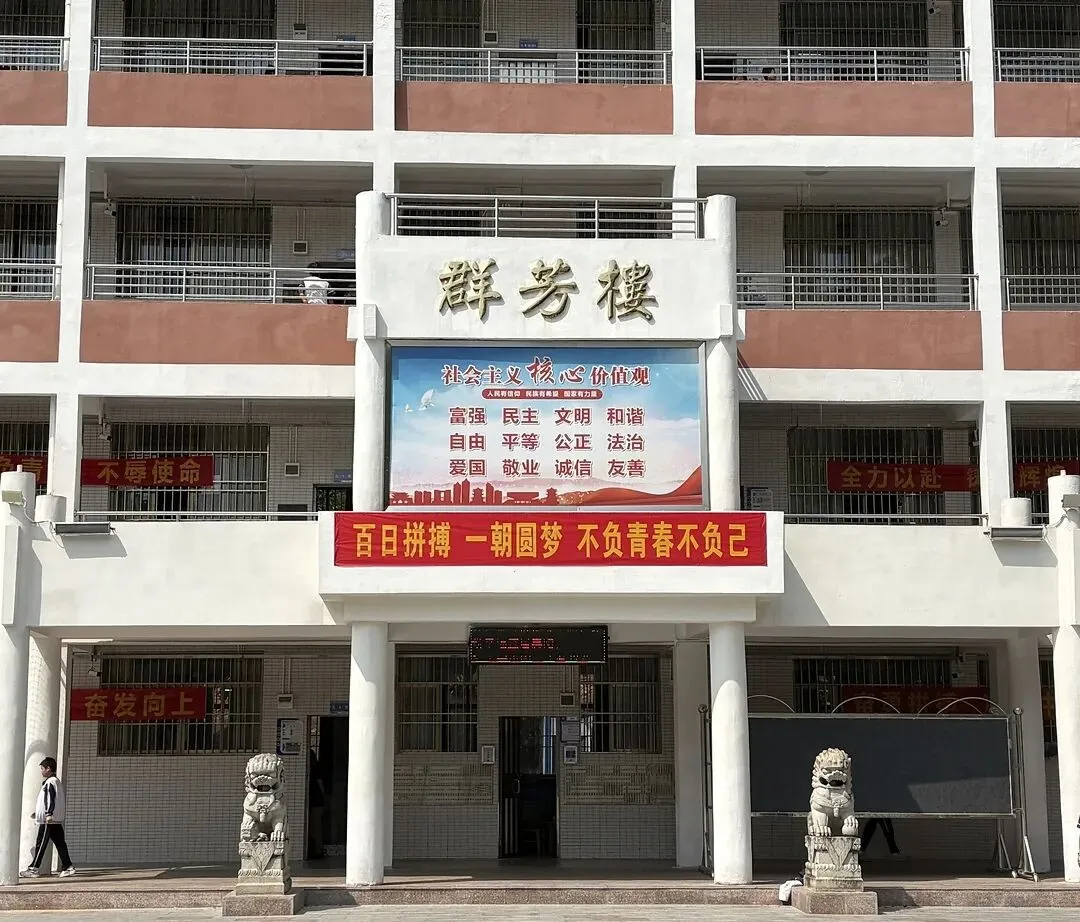 群芳樓
社会主义核心价值观
人民有信仰 民族有希望 国家有力量
富强 民主 文明 和谐
自由 平等 公正 法治
爱国 敬业 诚信 友善
不辱使命
全力以赴
辉煌
百日拼搏 一朝圆梦 不负青春不负己
奋发向上